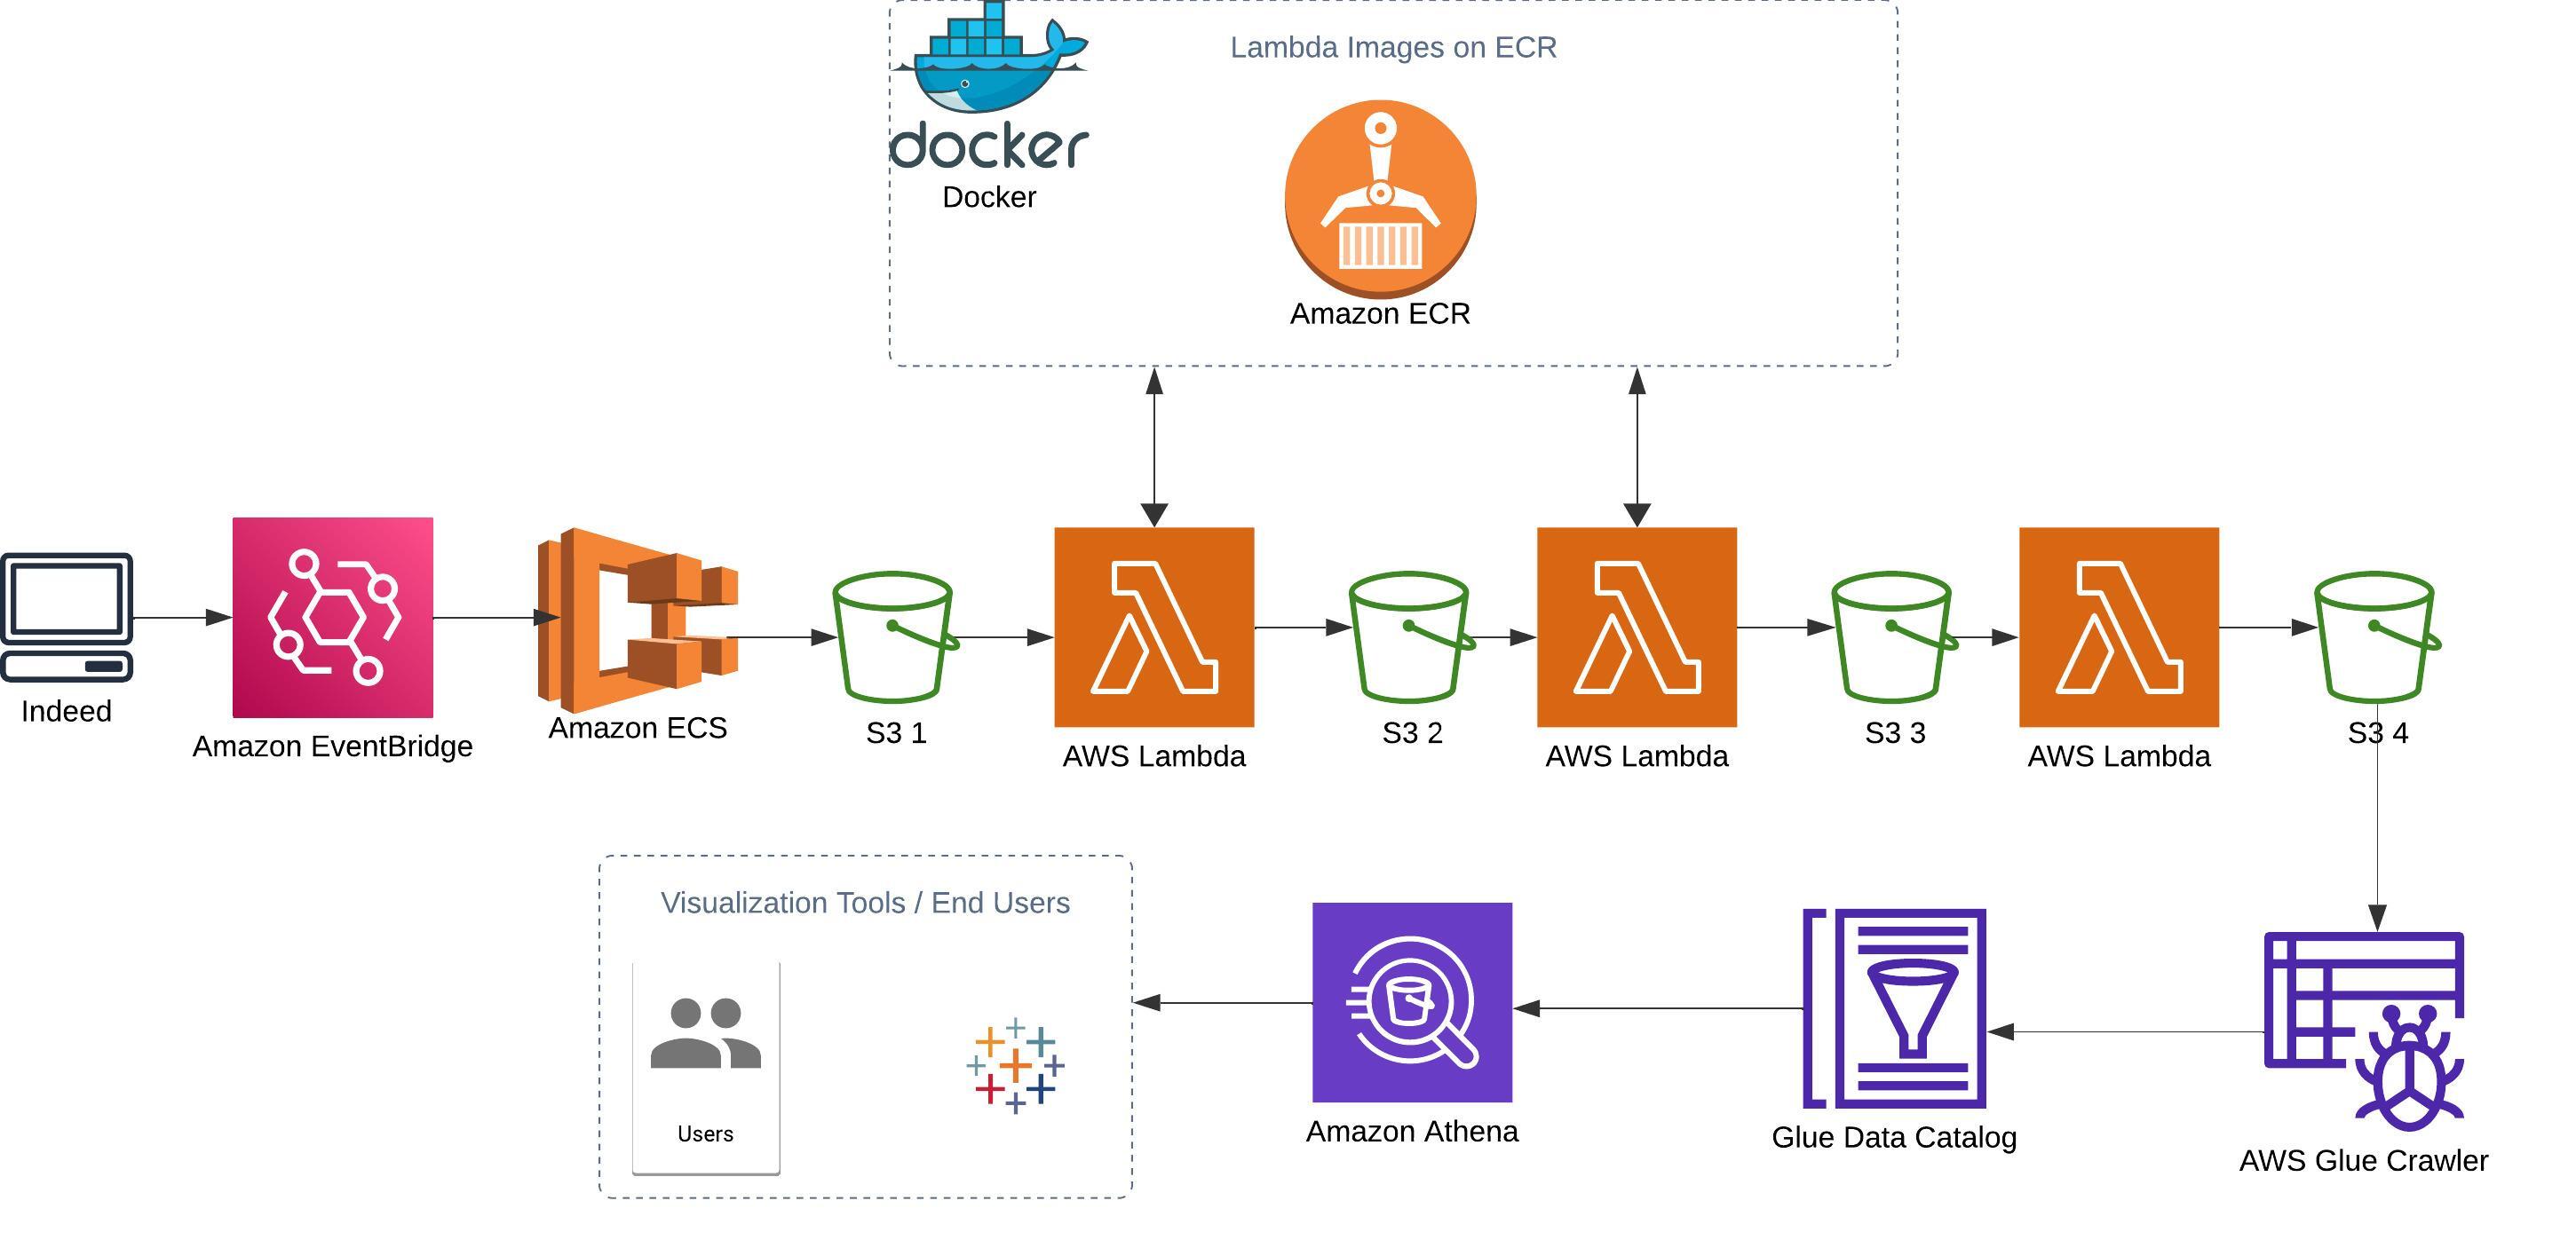 Lambda Images on ECR
docker
Docker
Amazon ECR
Indeed
Amazon EventBridge
Amazon ECS
S3 1
AWS Lambda
S3 2
AWS Lambda
S3 3
AWS Lambda
S3 4
Visualization Tools / End Users
Users
Amazon Athena
Glue Data Catalog
AWS Glue Crawler